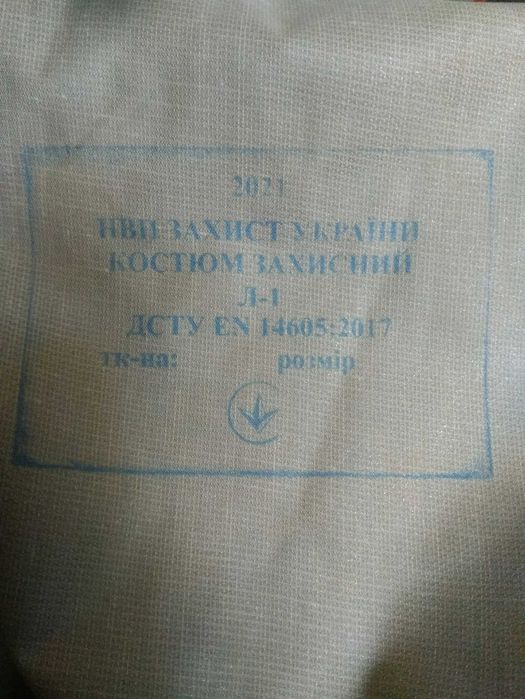 2021
НВП ЗАХИСТ УКРАЇНИ
КОСТЮМ ЗАХИСНИЙ
Л-1
ДСТУ EN 14605:2017
тк-на: розмір